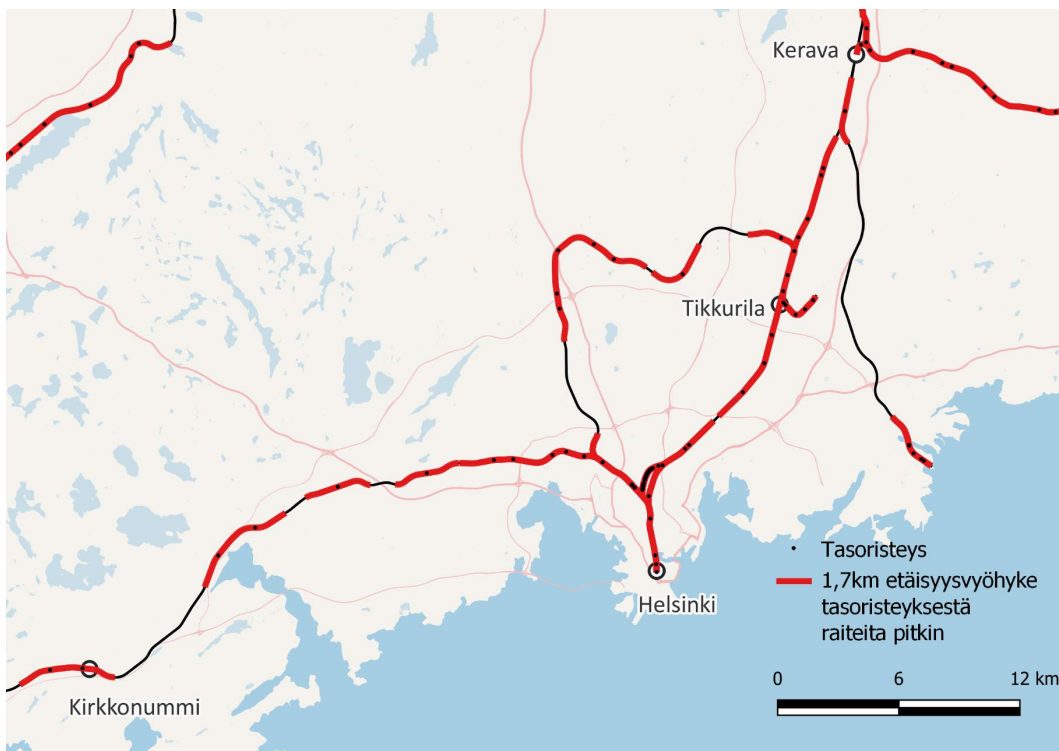 Kerava
Tikkurila
Helsinki
Kirkkonummi
Tasoristeys
1,7km etäisyysvyöhyke
tasoristeyksestä
raiteita pitkin
0 6 12 km